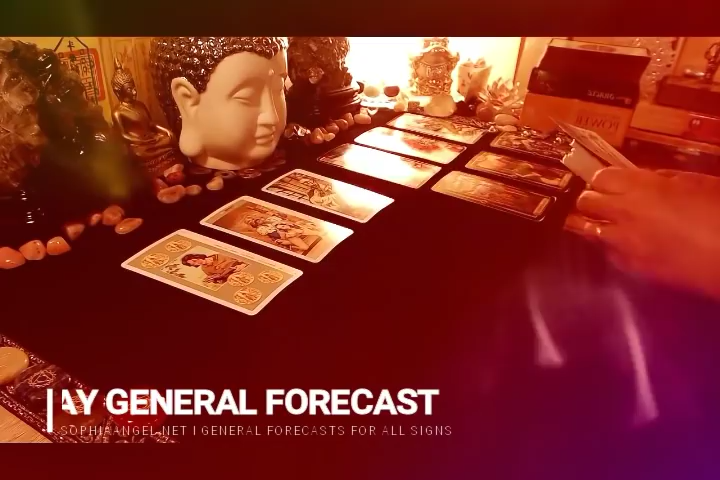 AY GENERAL FORECAST
SOPHIAANGEL.NET | GENERAL FORECASTS FOR ALL SIGNS